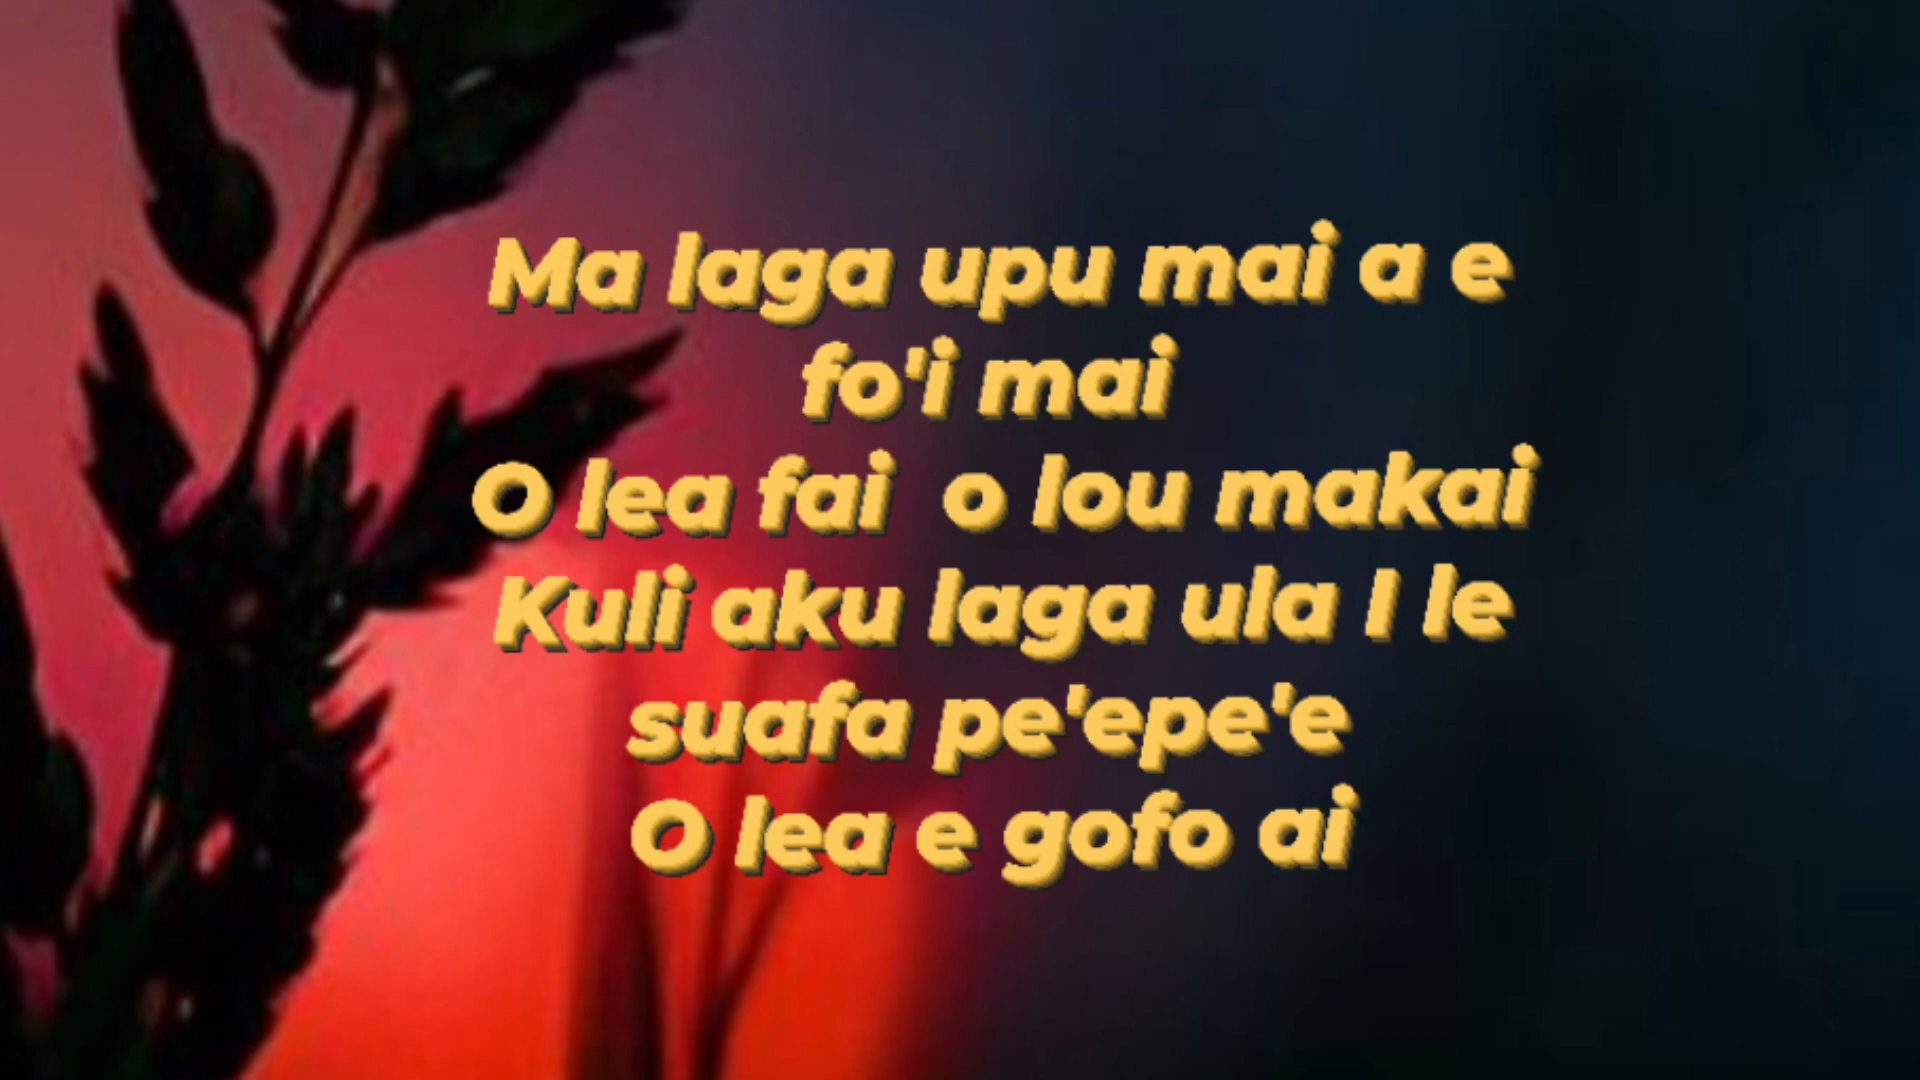 Ma laga upu mai a e
fo'i mai
O lea fai o lou makai
Kuli aku laga ula I le
suafa pe'epe'e
O lea e gofo ai